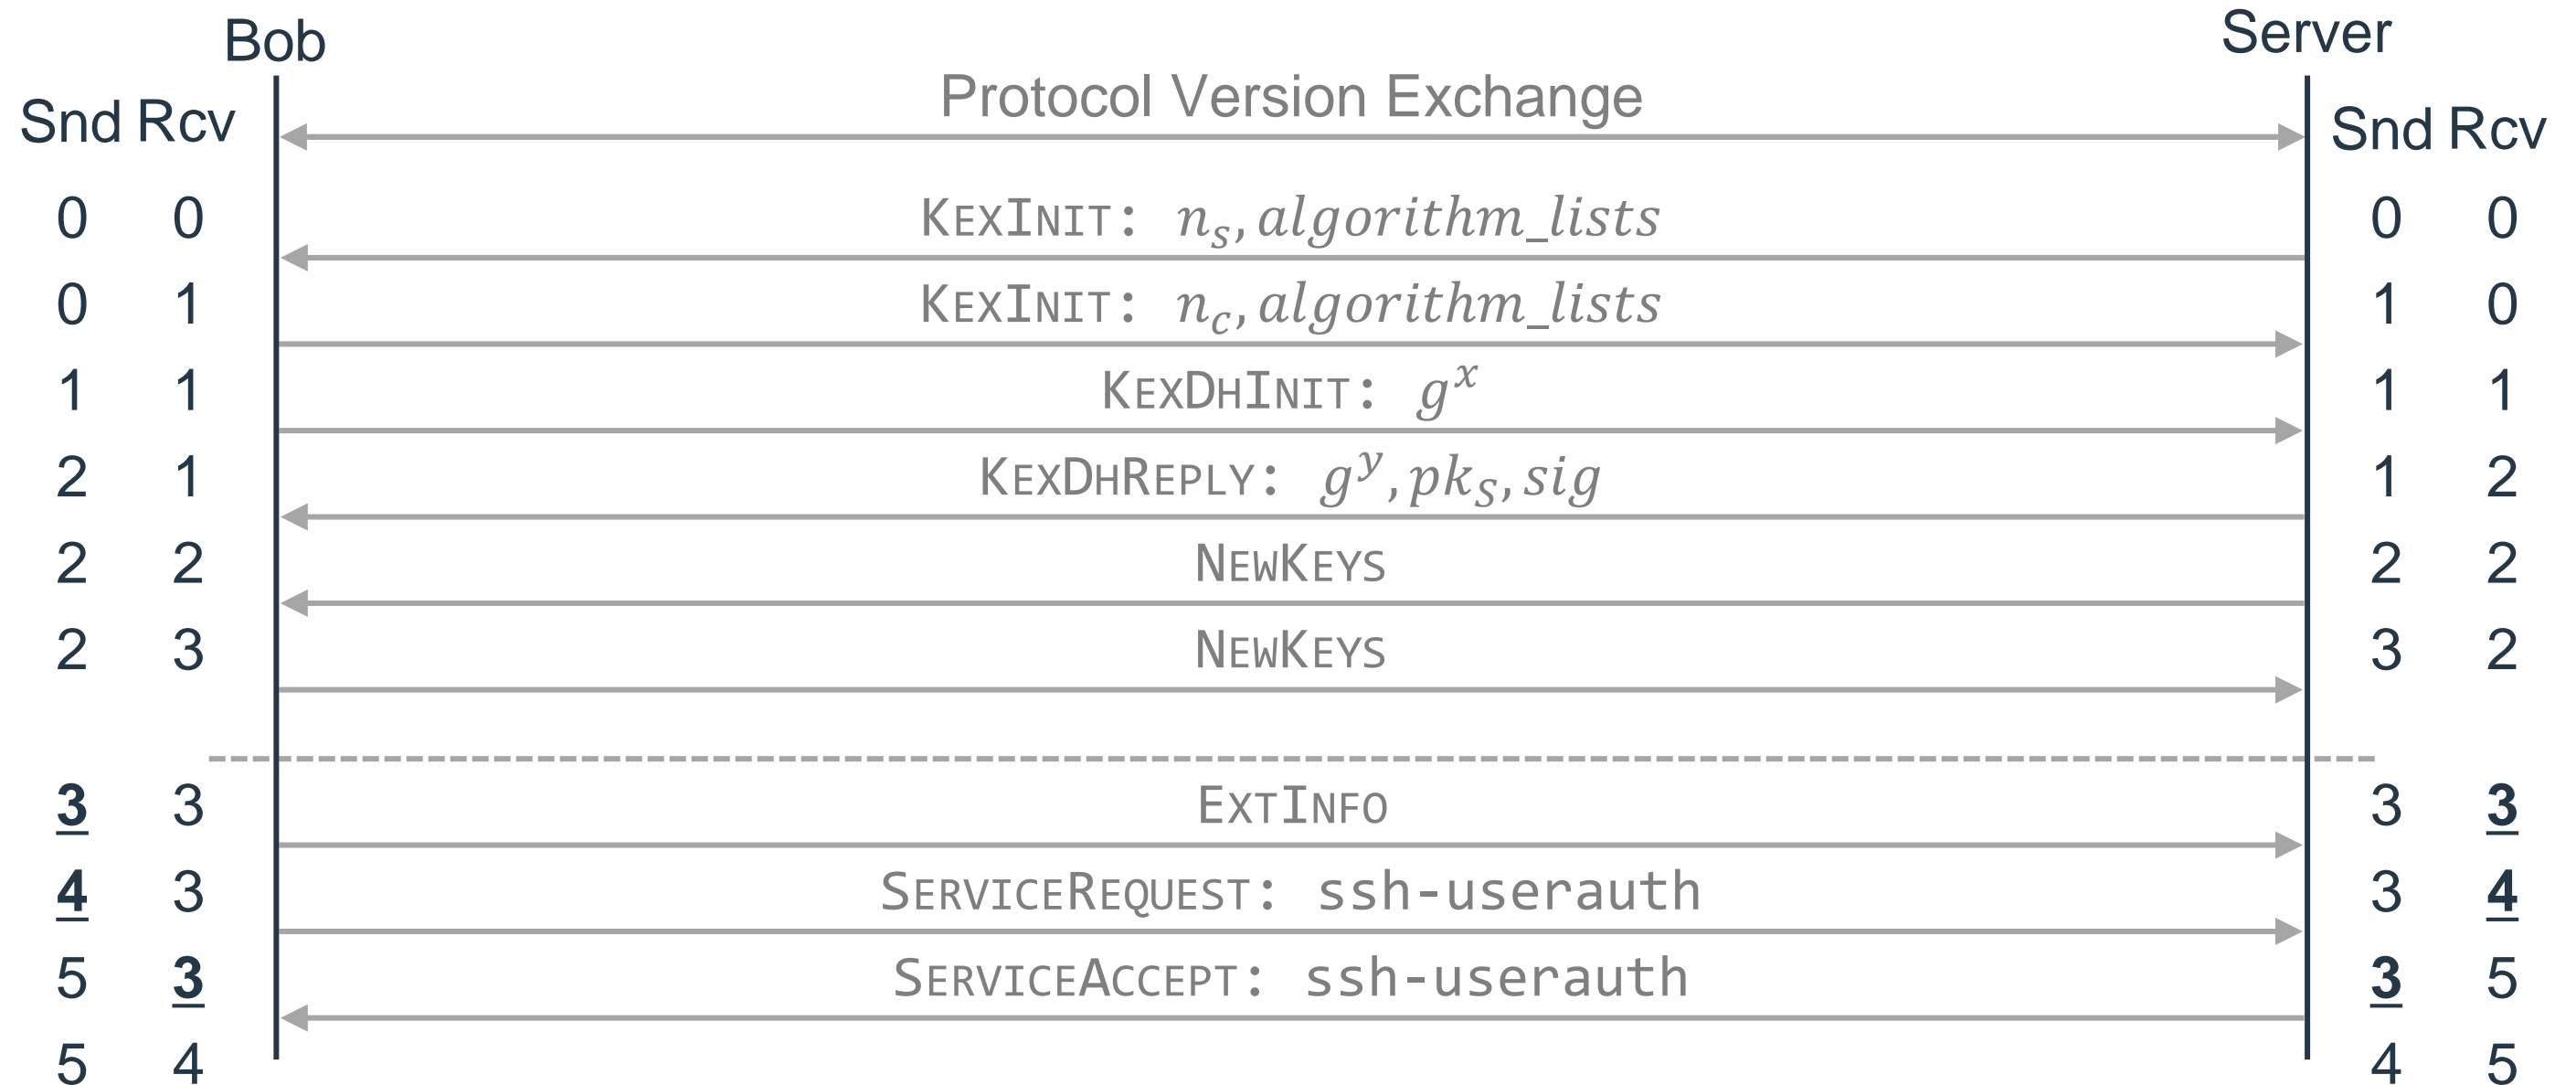 Bob Server
Protocol Version Exchange
Snd Rcv Snd Rcv
0 0 KEXINIT: nₛ, algorithm_lists 0 0
0 1 KEXINIT: n_c, algorithm_lists 1 0
1 1 KEXDHINIT: gˣ 1 1
2 1 KEXDHREPLY: gʸ, pk_S, sig 1 2
2 2 NEWKEYS 2 2
2 3 NEWKEYS 3 2
3 3 EXTINFO 3 3
4 3 SERVICEREQUEST: ssh-userauth 3 4
5 3 SERVICEACCEPT: ssh-userauth 3 5
5 4 4 5